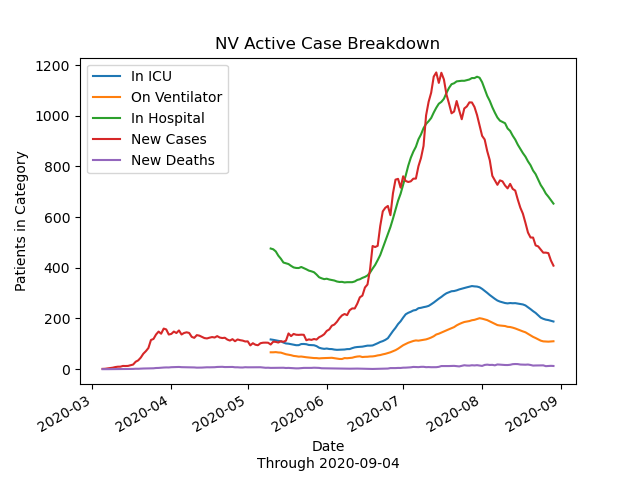 NV Active Case Breakdown
In ICU
On Ventilator
In Hospital
New Cases
New Deaths
Patients in Category
1200
1000
800
600
400
200
0
2020-03
2020-04
2020-05
2020-06
2020-07
2020-08
2020-09
Date
Through 2020-09-04